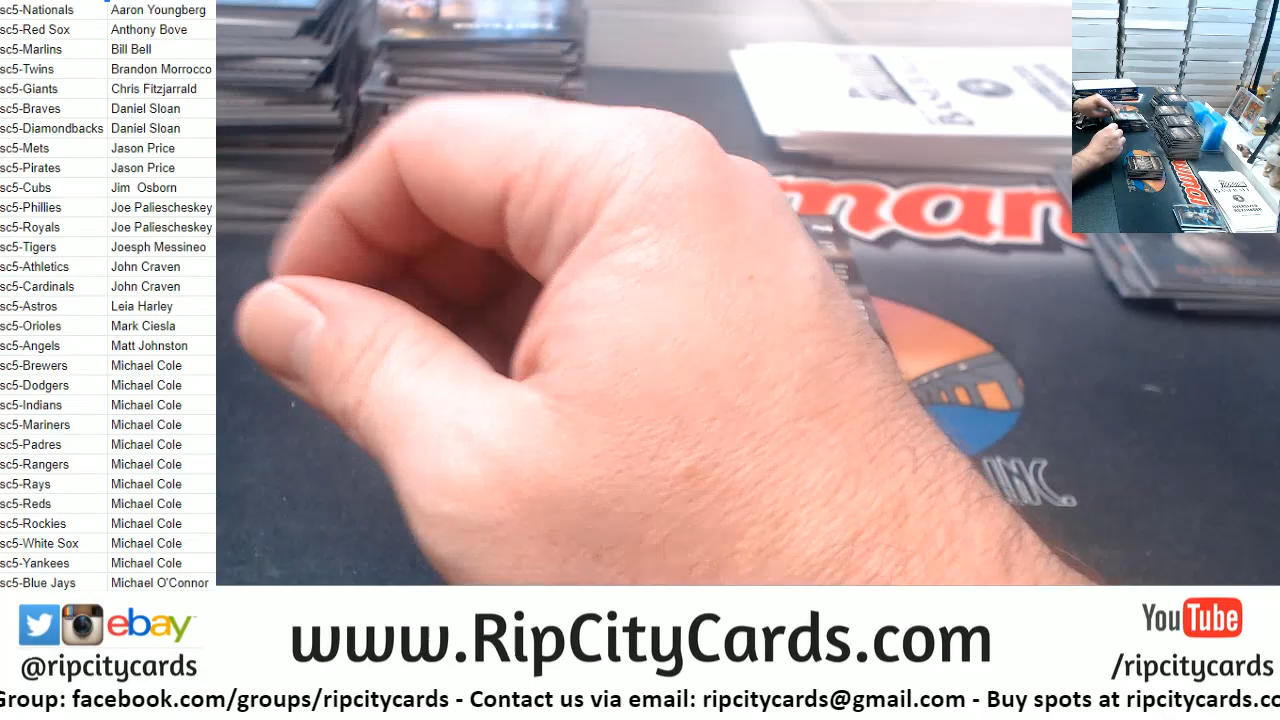 sc5-Nationals Aaron Youngberg
sc5-Red Sox Anthony Bove
sc5-Marlins Bill Bell
sc5-Twins Brandon Morrocco
sc5-Giants Chris Fitzjarrald
sc5-Braves Daniel Sloan
sc5-Diamondbacks Daniel Sloan
sc5-Mets Jason Price
sc5-Pirates Jason Price
sc5-Cubs Jim Osborn
sc5-Phillies Joe Paliescheskey
sc5-Royals Joe Paliescheskey
sc5-Tigers Joesph Messineo
sc5-Athletics John Craven
sc5-Cardinals John Craven
sc5-Astros Leia Harley
sc5-Orioles Mark Ciesla
sc5-Angels Matt Johnston
sc5-Brewers Michael Cole
sc5-Dodgers Michael Cole
sc5-Indians Michael Cole
sc5-Mariners Michael Cole
sc5-Padres Michael Cole
sc5-Rangers Michael Cole
sc5-Rays Michael Cole
sc5-Reds Michael Cole
sc5-Rockies Michael Cole
sc5-White Sox Michael Cole
sc5-Yankees Michael Cole
sc5-Blue Jays Michael O'Connor
man
INC.
ebay
@ripcitycards
www.RipCityCards.com
YouTube
/ripcitycards
Group: facebook.com/groups/ripcitycards - Contact us via email: ripcitycards@gmail.com - Buy spots at ripcitycards.co